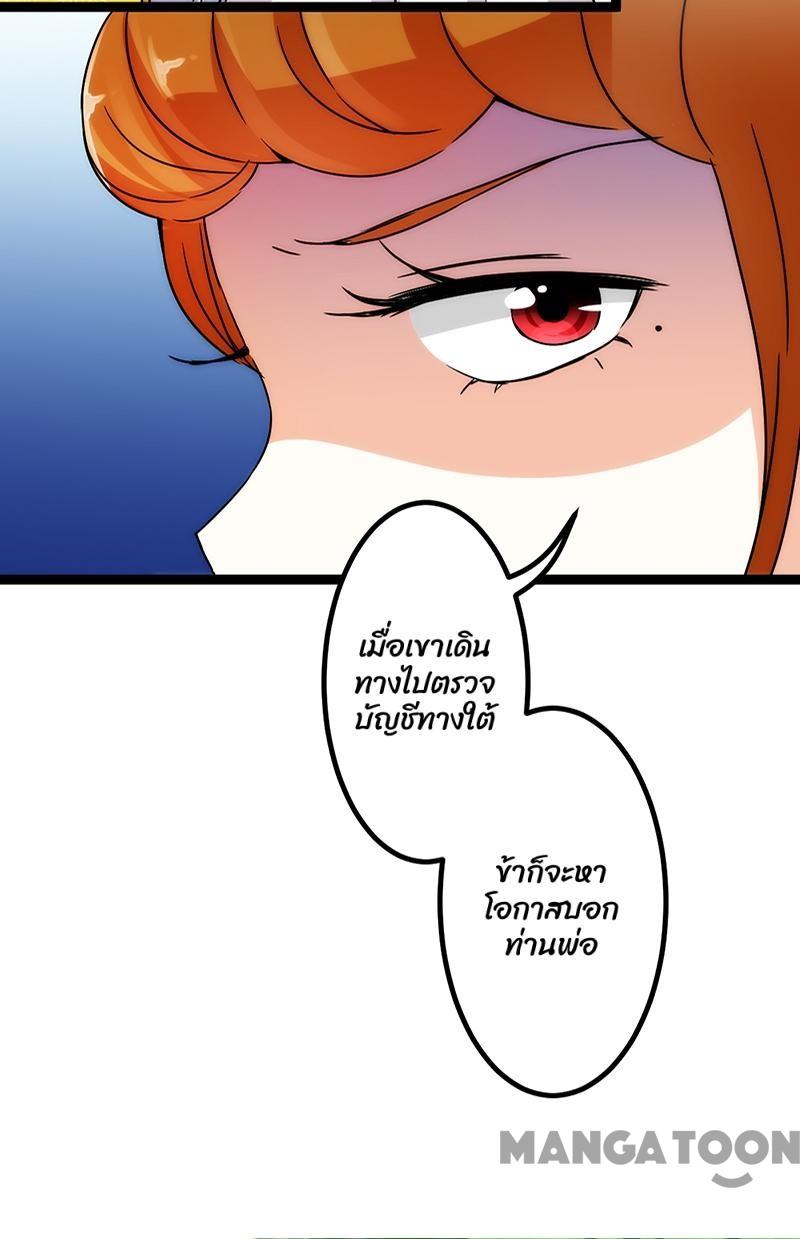 เมื่อเขาเดิน
ทางไปตรวจ
บัญชีทางใต้
ข้าก็จะหา
โอกาสบอก
ท่านพ่อ
MANGATOON